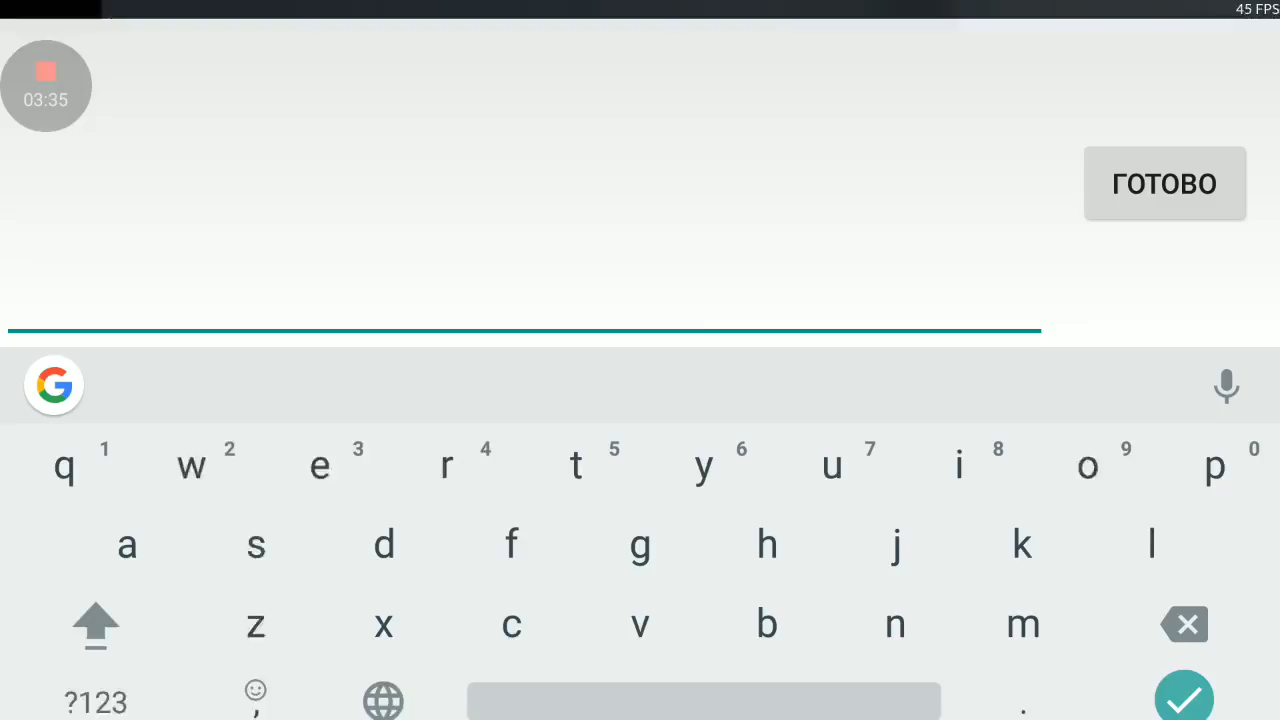 45 FPS
03:35
ГОТОВО
q 1 w 2 e 3 r 4 t 5 y 6 u 7 i 8 o 9 p 0
a s d f g h j k l
z x c v b n m
?123 , .